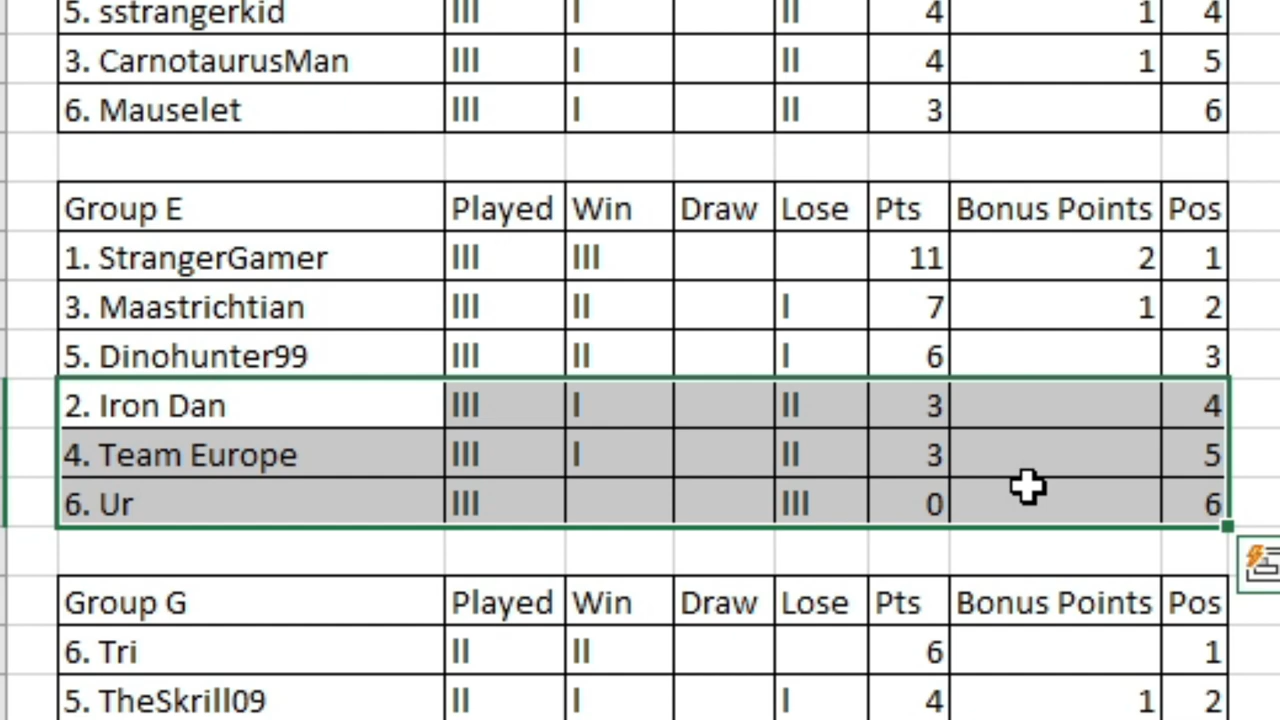 5. sstrangerkid III I II 4 1 4
3. CarnotaurusMan III I II 4 1 5
6. Mauselet III I II 3 6
Group E Played Win Draw Lose Pts Bonus Points Pos
1. StrangerGamer III III 11 2 1
3. Maastrichtian III II I 7 1 2
5. Dinohunter99 III II I 6 3
2. Iron Dan III I II 3 4
4. Team Europe III I II 3 5
6. Ur III III 0 6
Group G Played Win Draw Lose Pts Bonus Points Pos
6. Tri II II 6 1
5. TheSkrill09 II I I 4 1 2